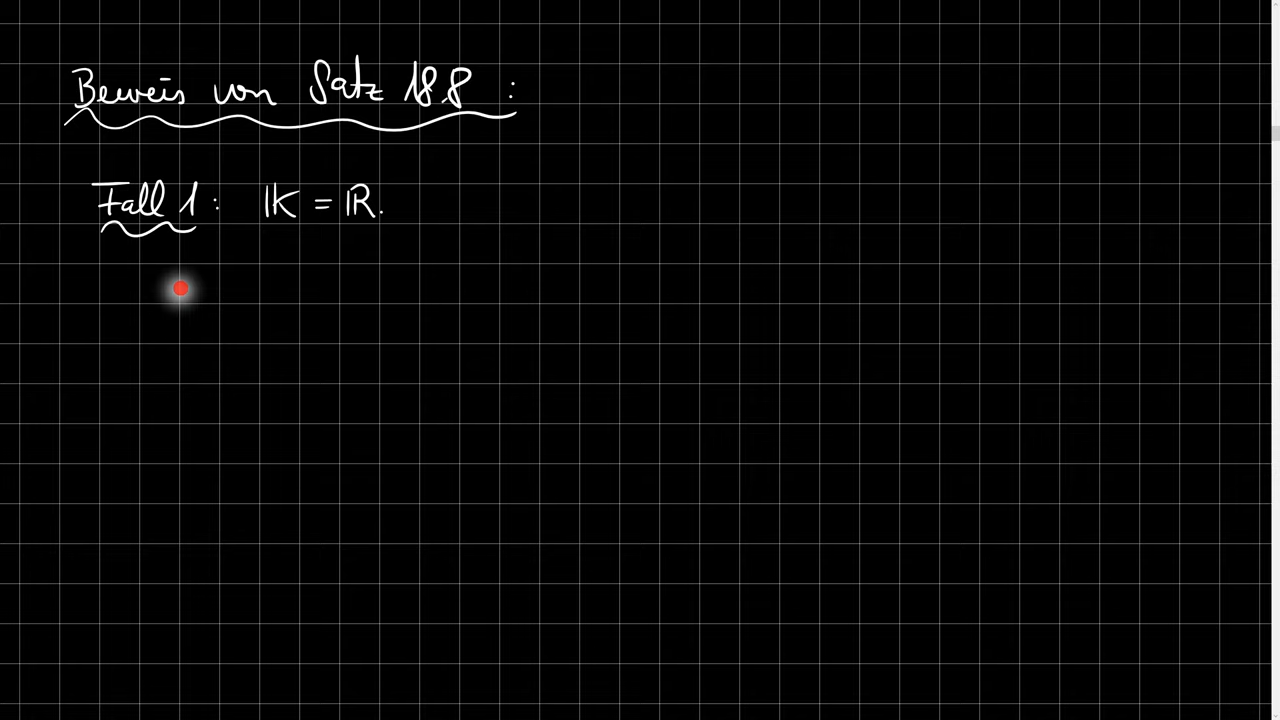 Beweis von Satz 18.8 :
Fall 1 : 𝕂 = ℝ.